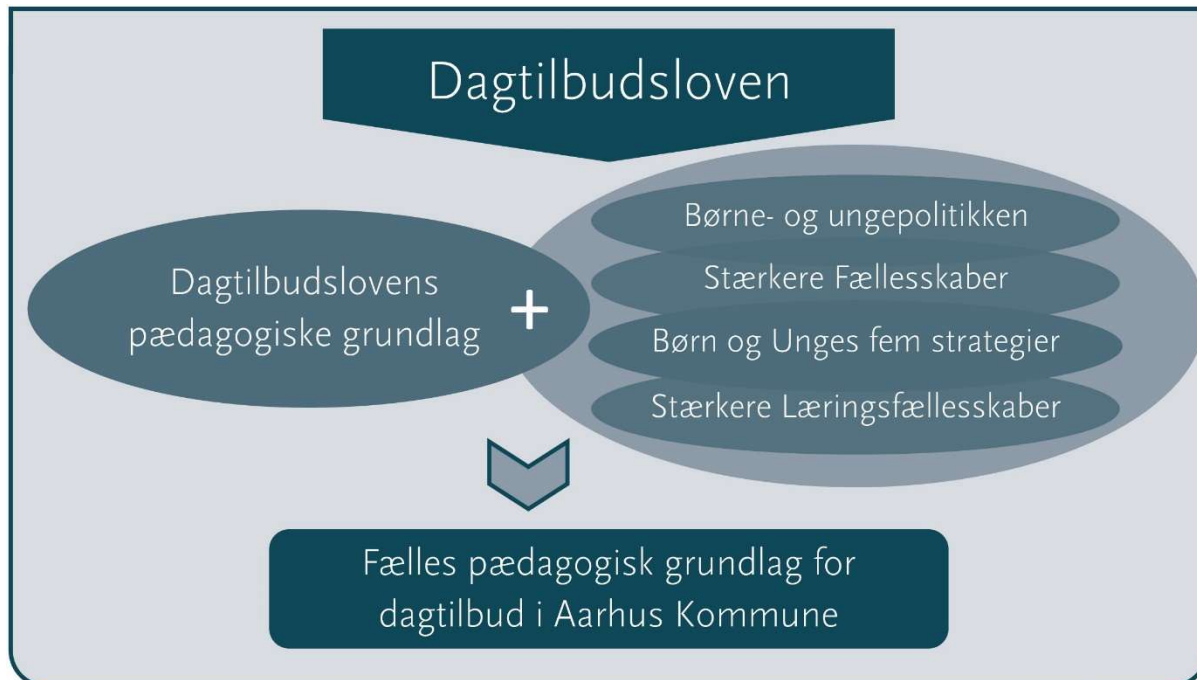 Dagtilbudsloven
Dagtilbudslovens
pædagogiske grundlag
+
Børne- og ungepolitikken
Stærkere Fællesskaber
Børn og Unges fem strategier
Stærkere Læringsfællesskaber
Fælles pædagogisk grundlag for
dagtilbud i Aarhus Kommune